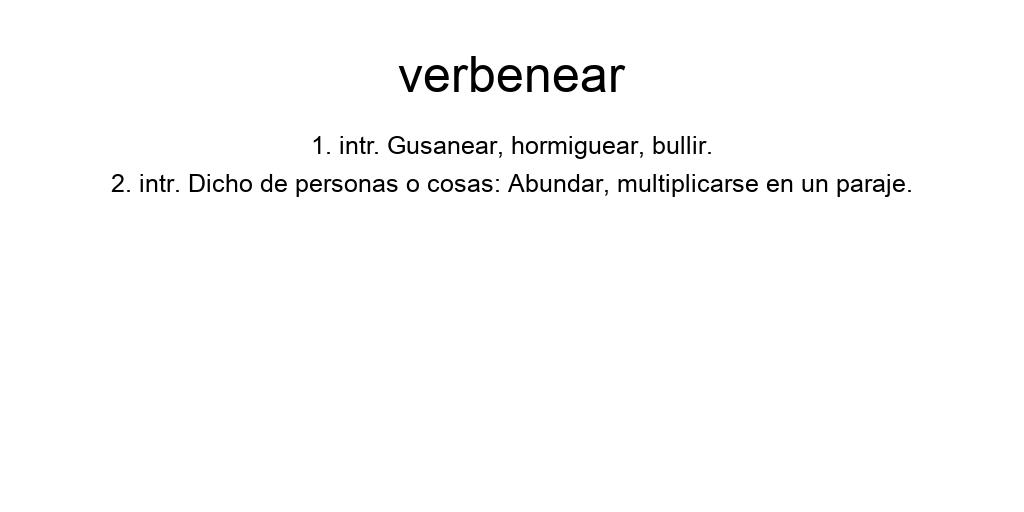 verbenear
1. intr. Gusanear, hormiguear, bullir.
2. intr. Dicho de personas o cosas: Abundar, multiplicarse en un paraje.